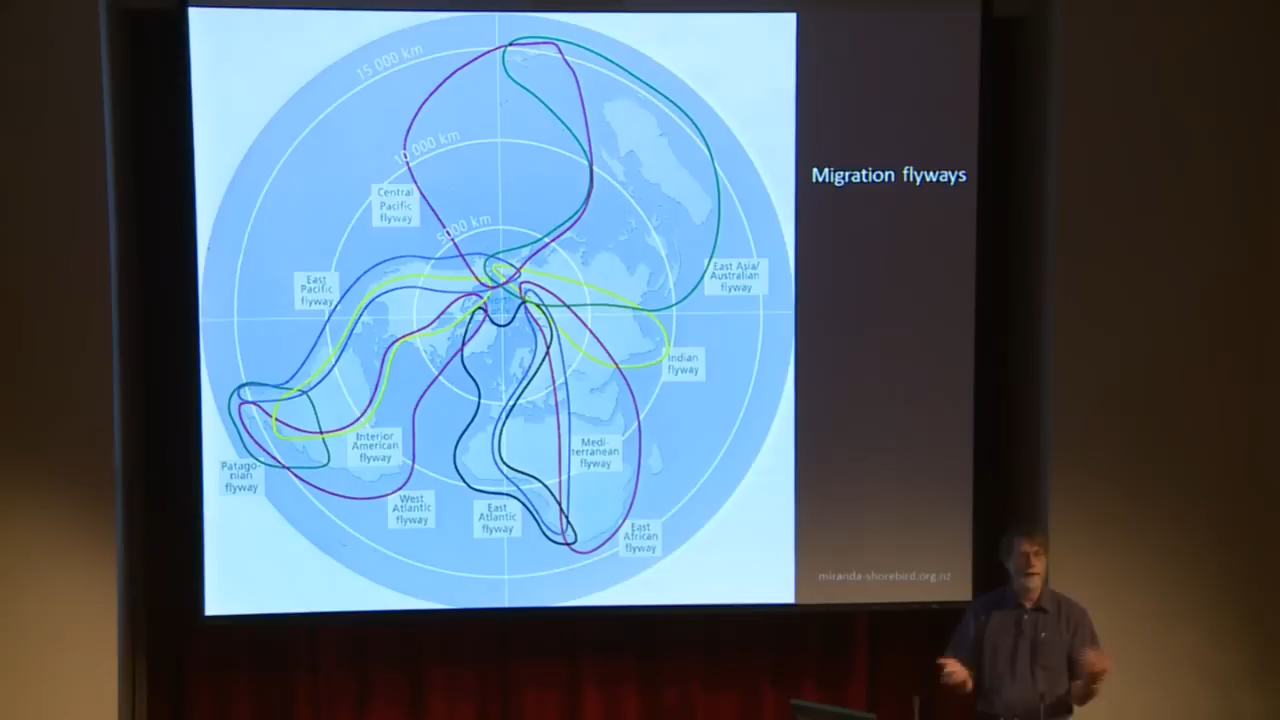 15 000 km
10 000 km
Central
Pacific
flyway
5000 km
East
Pacific
flyway
North
East Asia/
Australian
flyway
Indian
flyway
Patago-
nian
flyway
Interior
American
flyway
West
Atlantic
flyway
East
Atlantic
flyway
Medi-
terranean
flyway
East
African
flyway
Migration flyways
miranda-shorebird.org.nz